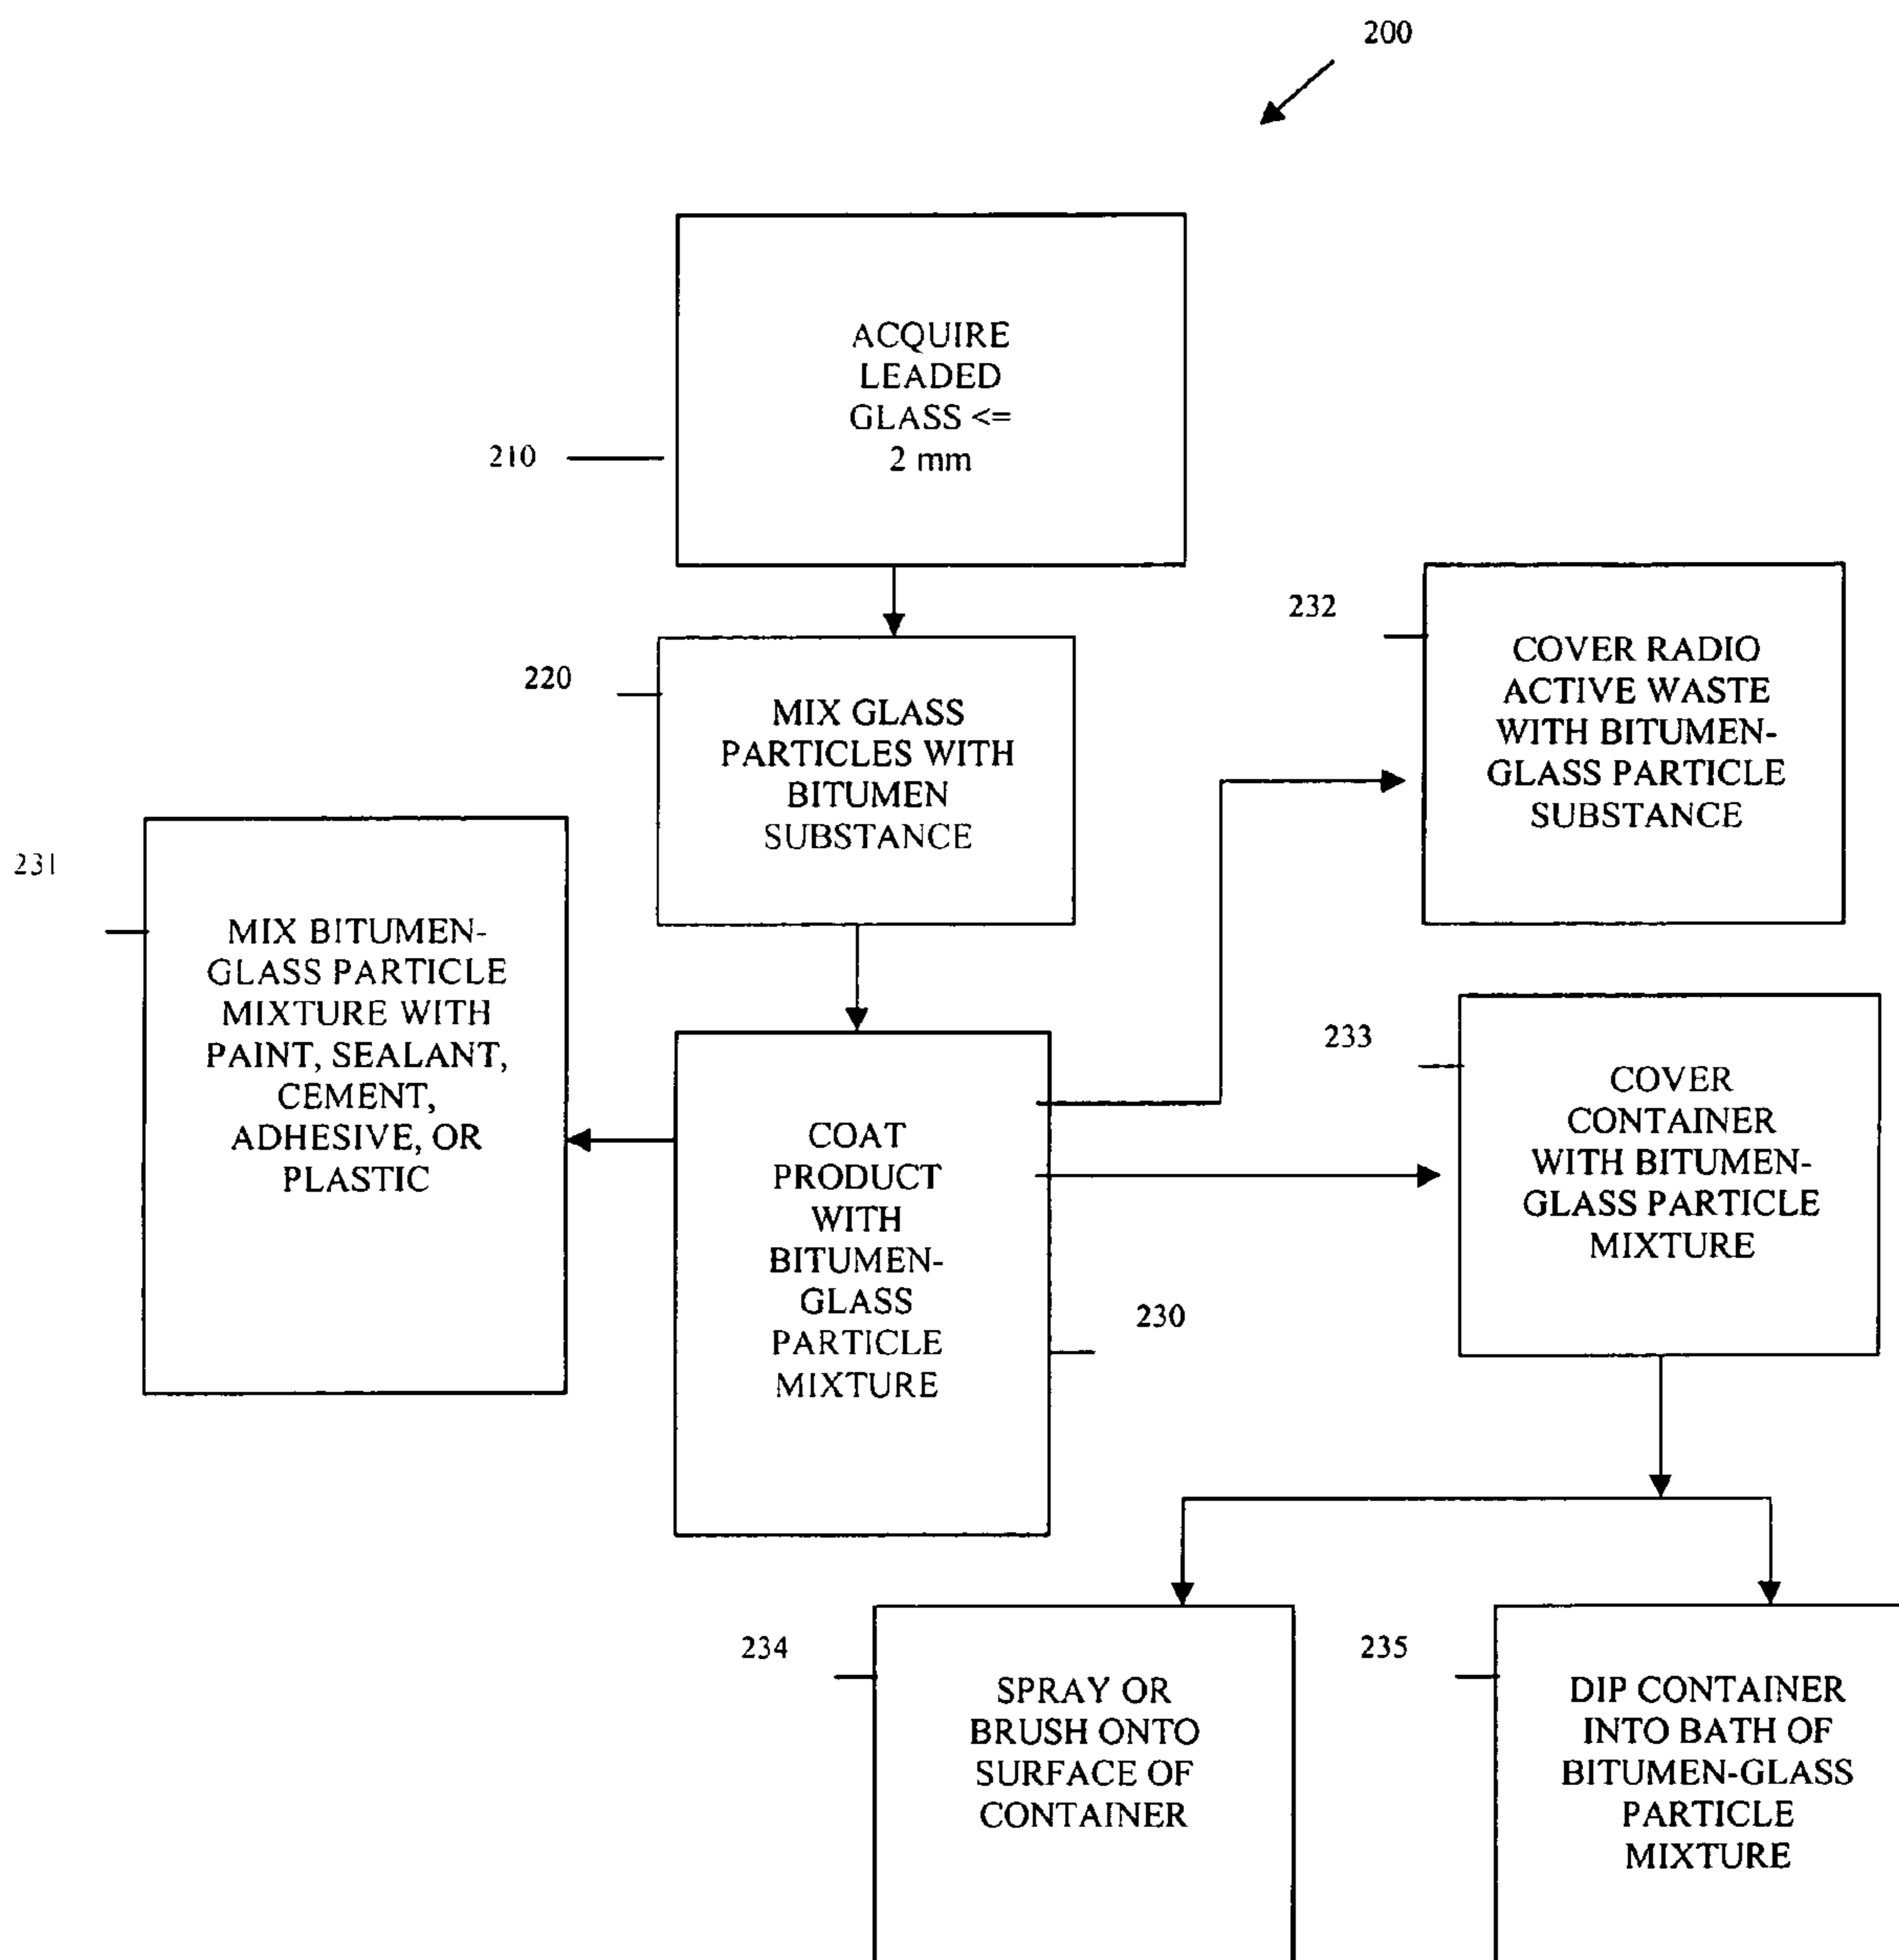 200
ACQUIRE
LEADED
GLASS <=
2 mm
210
220
MIX GLASS
PARTICLES WITH
BITUMEN
SUBSTANCE
232
COVER RADIO
ACTIVE WASTE
WITH BITUMEN-
GLASS PARTICLE
SUBSTANCE
231
MIX BITUMEN-
GLASS PARTICLE
MIXTURE WITH
PAINT, SEALANT,
CEMENT,
ADHESIVE, OR
PLASTIC
COAT
PRODUCT
WITH
BITUMEN-
GLASS
PARTICLE
MIXTURE
230
233
COVER
CONTAINER
WITH BITUMEN-
GLASS PARTICLE
MIXTURE
234
SPRAY OR
BRUSH ONTO
SURFACE OF
CONTAINER
235
DIP CONTAINER
INTO BATH OF
BITUMEN-GLASS
PARTICLE
MIXTURE